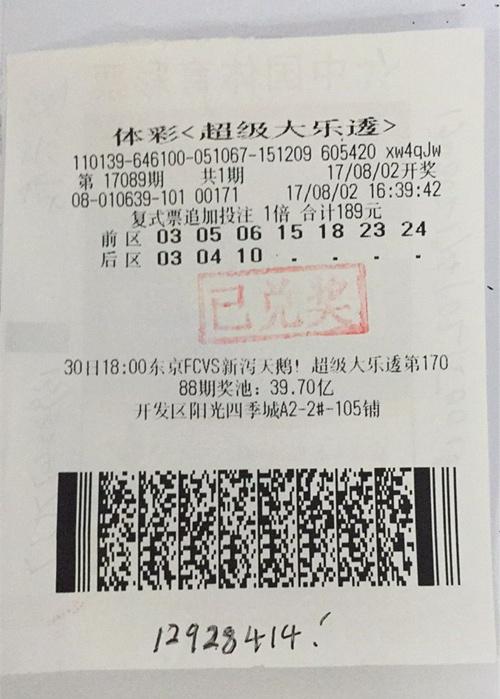 体彩<超级大乐透>
110139-646100-051067-151209 605420 xw4qJw
第 17089期 共1期 17/08/02开奖
08-010639-101 00171 17/08/02 16:39:42
复式票追加投注 1倍 合计189元
前区 03 05 06 15 18 23 24
后区 03 04 10 - - - -
已兑奖
30日18:00东京FCVS新泻天鹅! 超级大乐透第170
88期奖池: 39.70亿
开发区阳光四季城A2-2#-105铺
12928414.